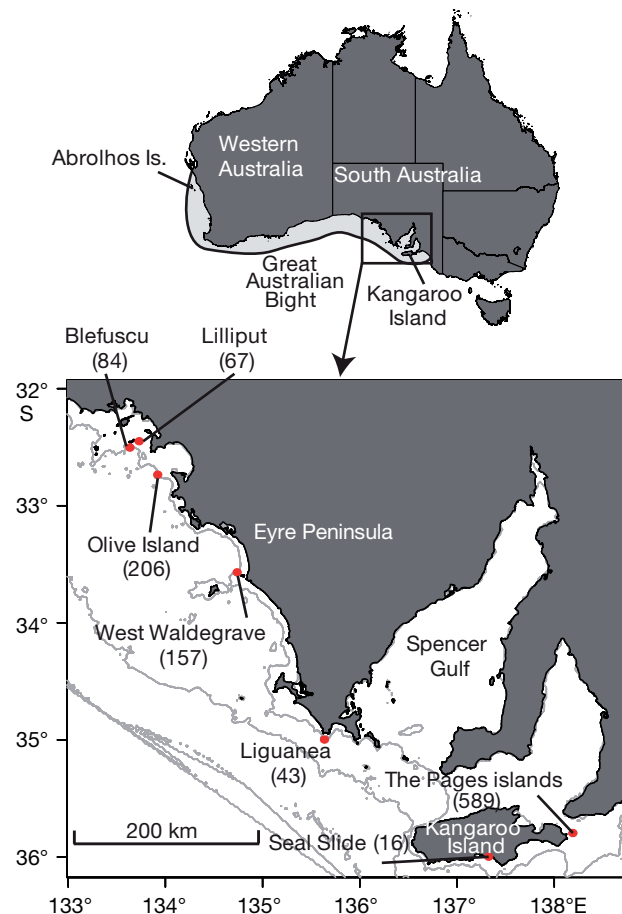 Western
Australia
Abrolhos Is.
South Australia
Great
Australian
Bight
Kangaroo
Island
Blefuscu
(84)
Lilliput
(67)
32°
S
33°
Olive Island
(206)
Eyre Peninsula
34°
West Waldegrave
(157)
Spencer
Gulf
35°
Liguanea
(43)
The Pages islands
(589)
200 km
Seal Slide (16)
Kangaroo
Island
36°
133° 134° 135° 136° 137° 138°E